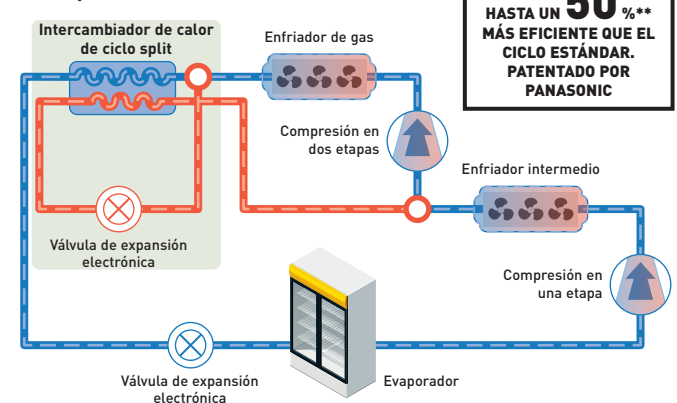 HASTA UN 50 %**
MÁS EFICIENTE QUE EL
CICLO ESTÁNDAR.
PATENTADO POR
PANASONIC
Intercambiador de calor
de ciclo split
Enfriador de gas
Compresión en
dos etapas
Enfriador intermedio
Válvula de expansión
electrónica
Compresión en
una etapa
Válvula de expansión
electrónica
Evaporador